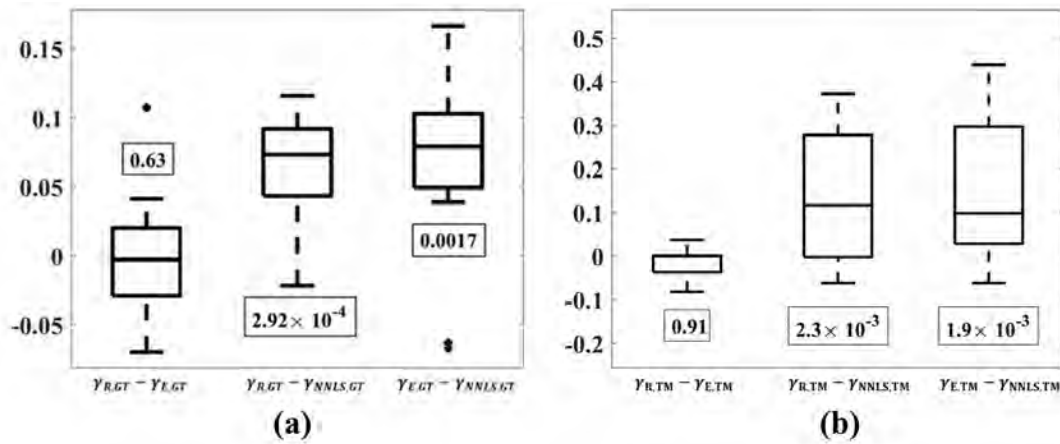 0.15
0.1
0.05
0
-0.05
0.63
2.92 × 10⁻⁴
0.0017
γR,GT − γE,GT
γR,GT − γNNLS,GT
γE,GT − γNNLS,GT
(a)
0.5
0.4
0.3
0.2
0.1
0
-0.1
-0.2
0.91
2.3 × 10⁻³
1.9 × 10⁻³
γR,TM − γE,TM
γR,TM − γNNLS,TM
γE,TM − γNNLS,TM
(b)